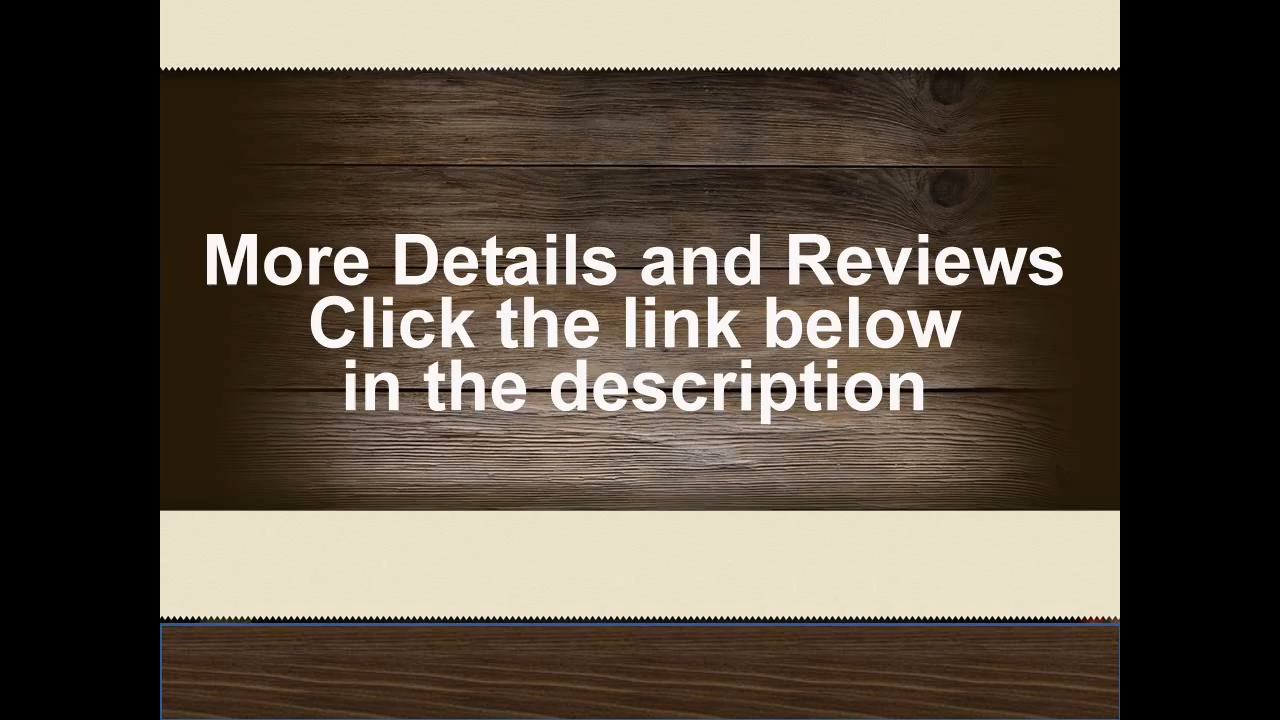 More Details and Reviews
Click the link below
in the description